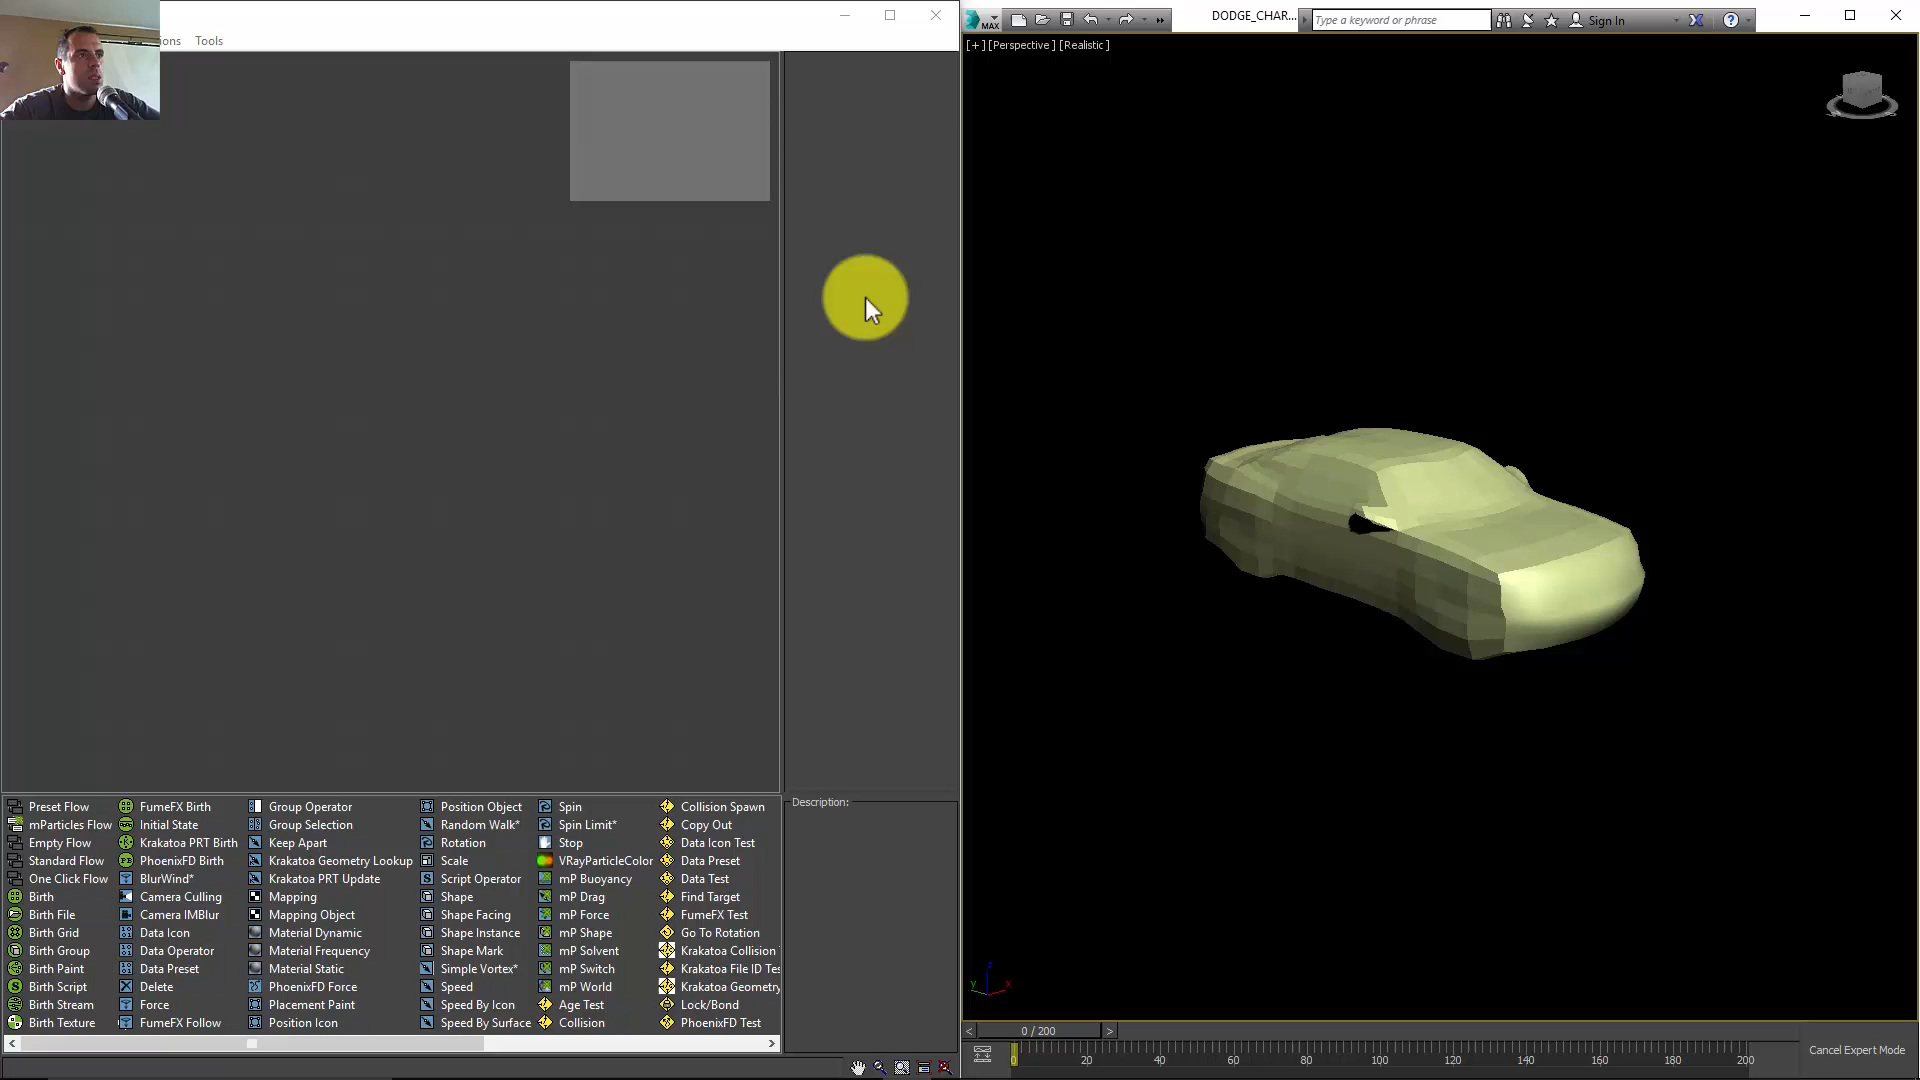 ions Tools
DODGE_CHAR...
Type a keyword or phrase
Sign In
MAX
[+] [Perspective] [Realistic]
Preset Flow
mParticles Flow
Empty Flow
Standard Flow
One Click Flow
Birth
Birth File
Birth Grid
Birth Group
Birth Paint
Birth Script
Birth Stream
Birth Texture
FumeFX Birth
Initial State
Krakatoa PRT Birth
PhoenixFD Birth
BlurWind*
Camera Culling
Camera IMBlur
Data Icon
Data Operator
Data Preset
Delete
Force
FumeFX Follow
Group Operator
Group Selection
Keep Apart
Krakatoa Geometry Lookup
Krakatoa PRT Update
Mapping
Mapping Object
Material Dynamic
Material Frequency
Material Static
PhoenixFD Force
Placement Paint
Position Icon
Position Object
Random Walk*
Rotation
Scale
Script Operator
Shape
Shape Facing
Shape Instance
Shape Mark
Simple Vortex*
Speed
Speed By Icon
Speed By Surface
Spin
Spin Limit*
Stop
VRayParticleColor
mP Buoyancy
mP Drag
mP Force
mP Shape
mP Solvent
mP Switch
mP World
Age Test
Collision
Collision Spawn
Copy Out
Data Icon Test
Data Preset
Data Test
Find Target
FumeFX Test
Go To Rotation
Krakatoa Collision
Krakatoa File ID Tes
Krakatoa Geometry
Lock/Bond
PhoenixFD Test
Description:
z
y x
< 0 / 200 >
0 20 40 60 80 100 120 140 160 180 200
Cancel Expert Mode